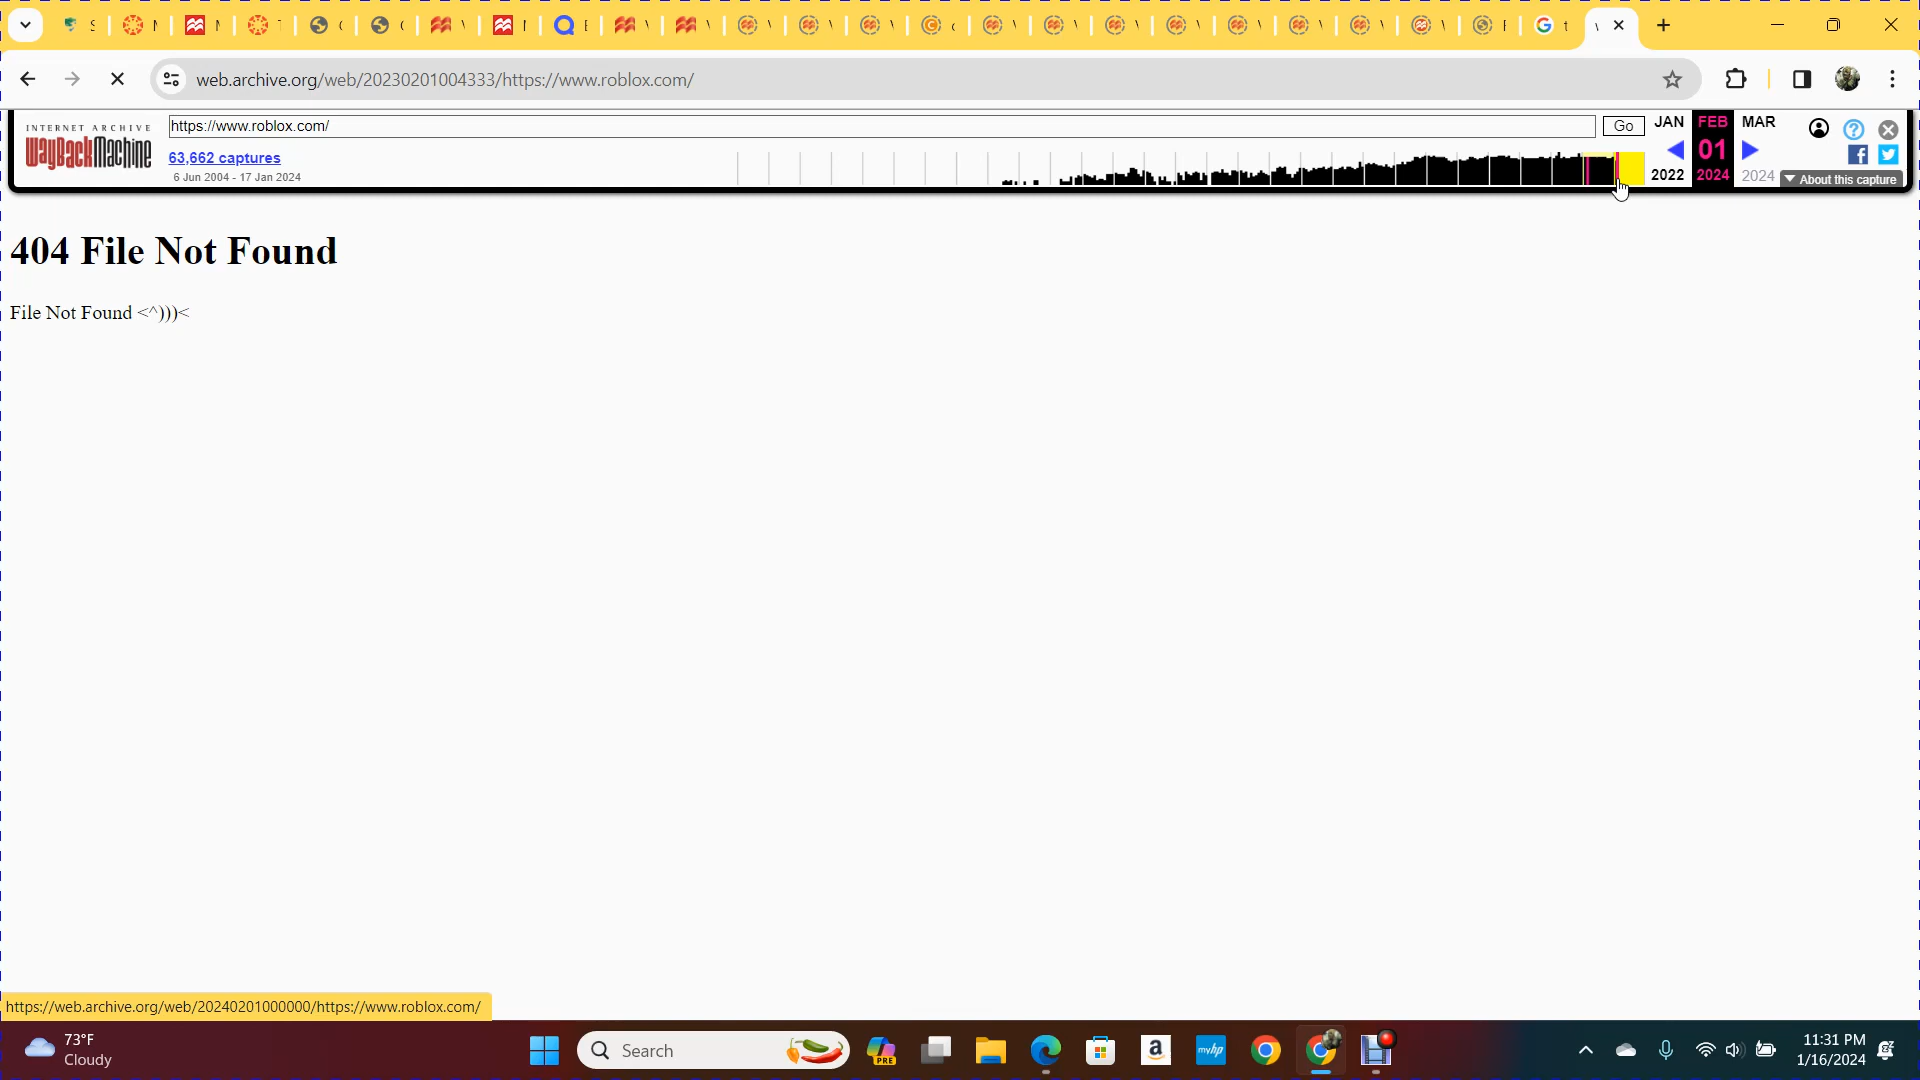 web.archive.org/web/20230201004333/https://www.roblox.com/
INTERNET ARCHIVE
WayBackMachine
https://www.roblox.com/
Go
JAN FEB MAR
63,662 captures
01
6 Jun 2004 - 17 Jan 2024
2022 2024 2024
About this capture
404 File Not Found
File Not Found <^)))<
https://web.archive.org/web/20240201000000/https://www.roblox.com/
73°F
Cloudy
Search
PRE
a
myhp
11:31 PM
1/16/2024